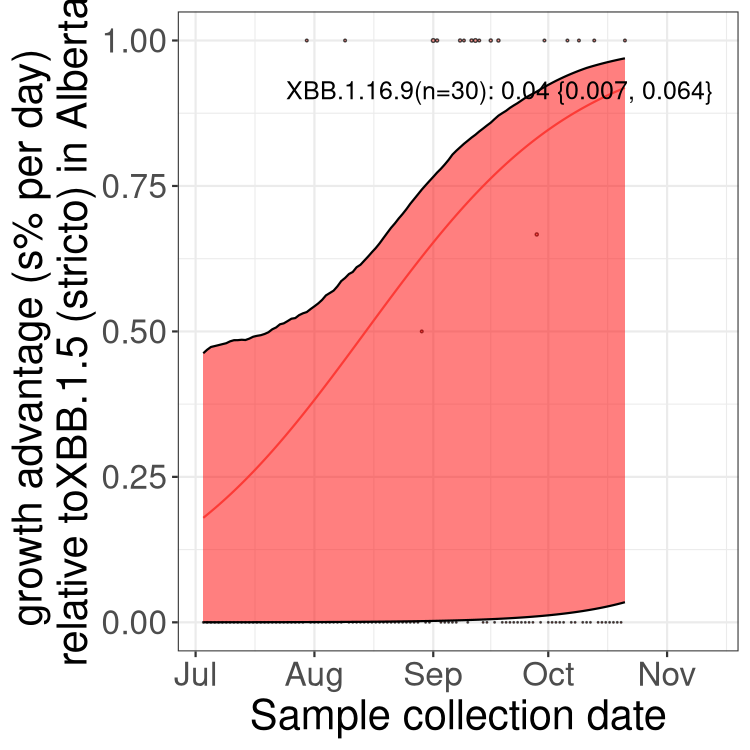 growth advantage (s% per day)
relative toXBB.1.5 (stricto) in Alberta
1.00
0.75
0.50
0.25
0.00
XBB.1.16.9(n=30): 0.04 {0.007, 0.064}
Jul Aug Sep Oct Nov
Sample collection date